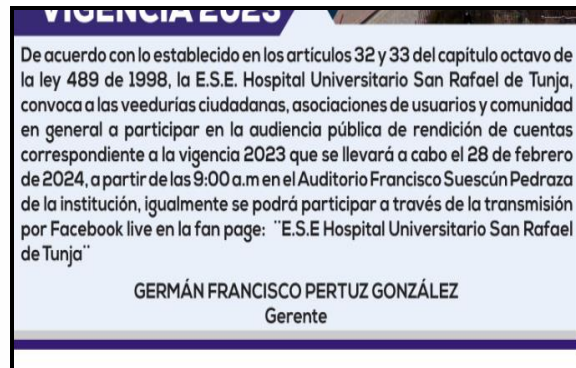 VIGENCIA 2023
De acuerdo con lo establecido en los artículos 32 y 33 del capítulo octavo de
la ley 489 de 1998, la E.S.E. Hospital Universitario San Rafael de Tunja,
convoca a las veedurías ciudadanas, asociaciones de usuarios y comunidad
en general a participar en la audiencia pública de rendición de cuentas
correspondiente a la vigencia 2023 que se llevará a cabo el 28 de febrero
de 2024, a partir de las 9:00 a.m en el Auditorio Francisco Suescún Pedraza
de la institución, igualmente se podrá participar a través de la transmisión
por Facebook live en la fan page: ¨E.S.E Hospital Universitario San Rafael
de Tunja¨
GERMÁN FRANCISCO PERTUZ GONZÁLEZ
Gerente